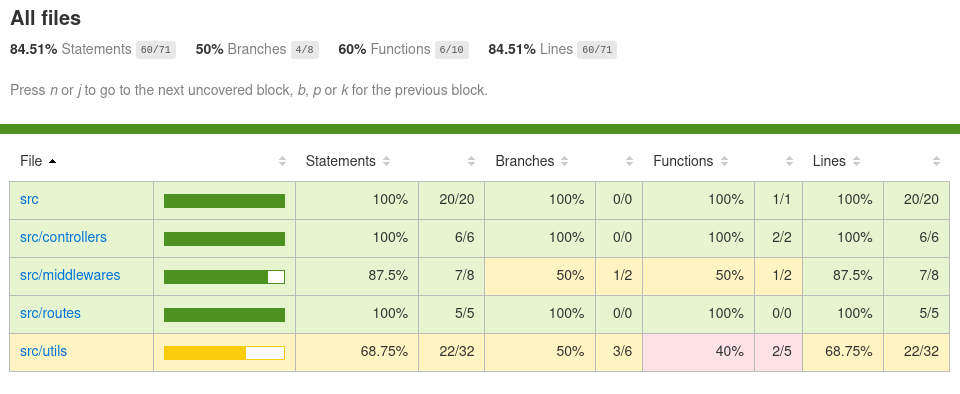 All files
84.51% Statements 60/71 50% Branches 4/8 60% Functions 6/10 84.51% Lines 60/71
Press n or j to go to the next uncovered block, b, p or k for the previous block.
File Statements Branches Functions Lines
src 100% 20/20 100% 0/0 100% 1/1 100% 20/20
src/controllers 100% 6/6 100% 0/0 100% 2/2 100% 6/6
src/middlewares 87.5% 7/8 50% 1/2 50% 1/2 87.5% 7/8
src/routes 100% 5/5 100% 0/0 100% 0/0 100% 5/5
src/utils 68.75% 22/32 50% 3/6 40% 2/5 68.75% 22/32